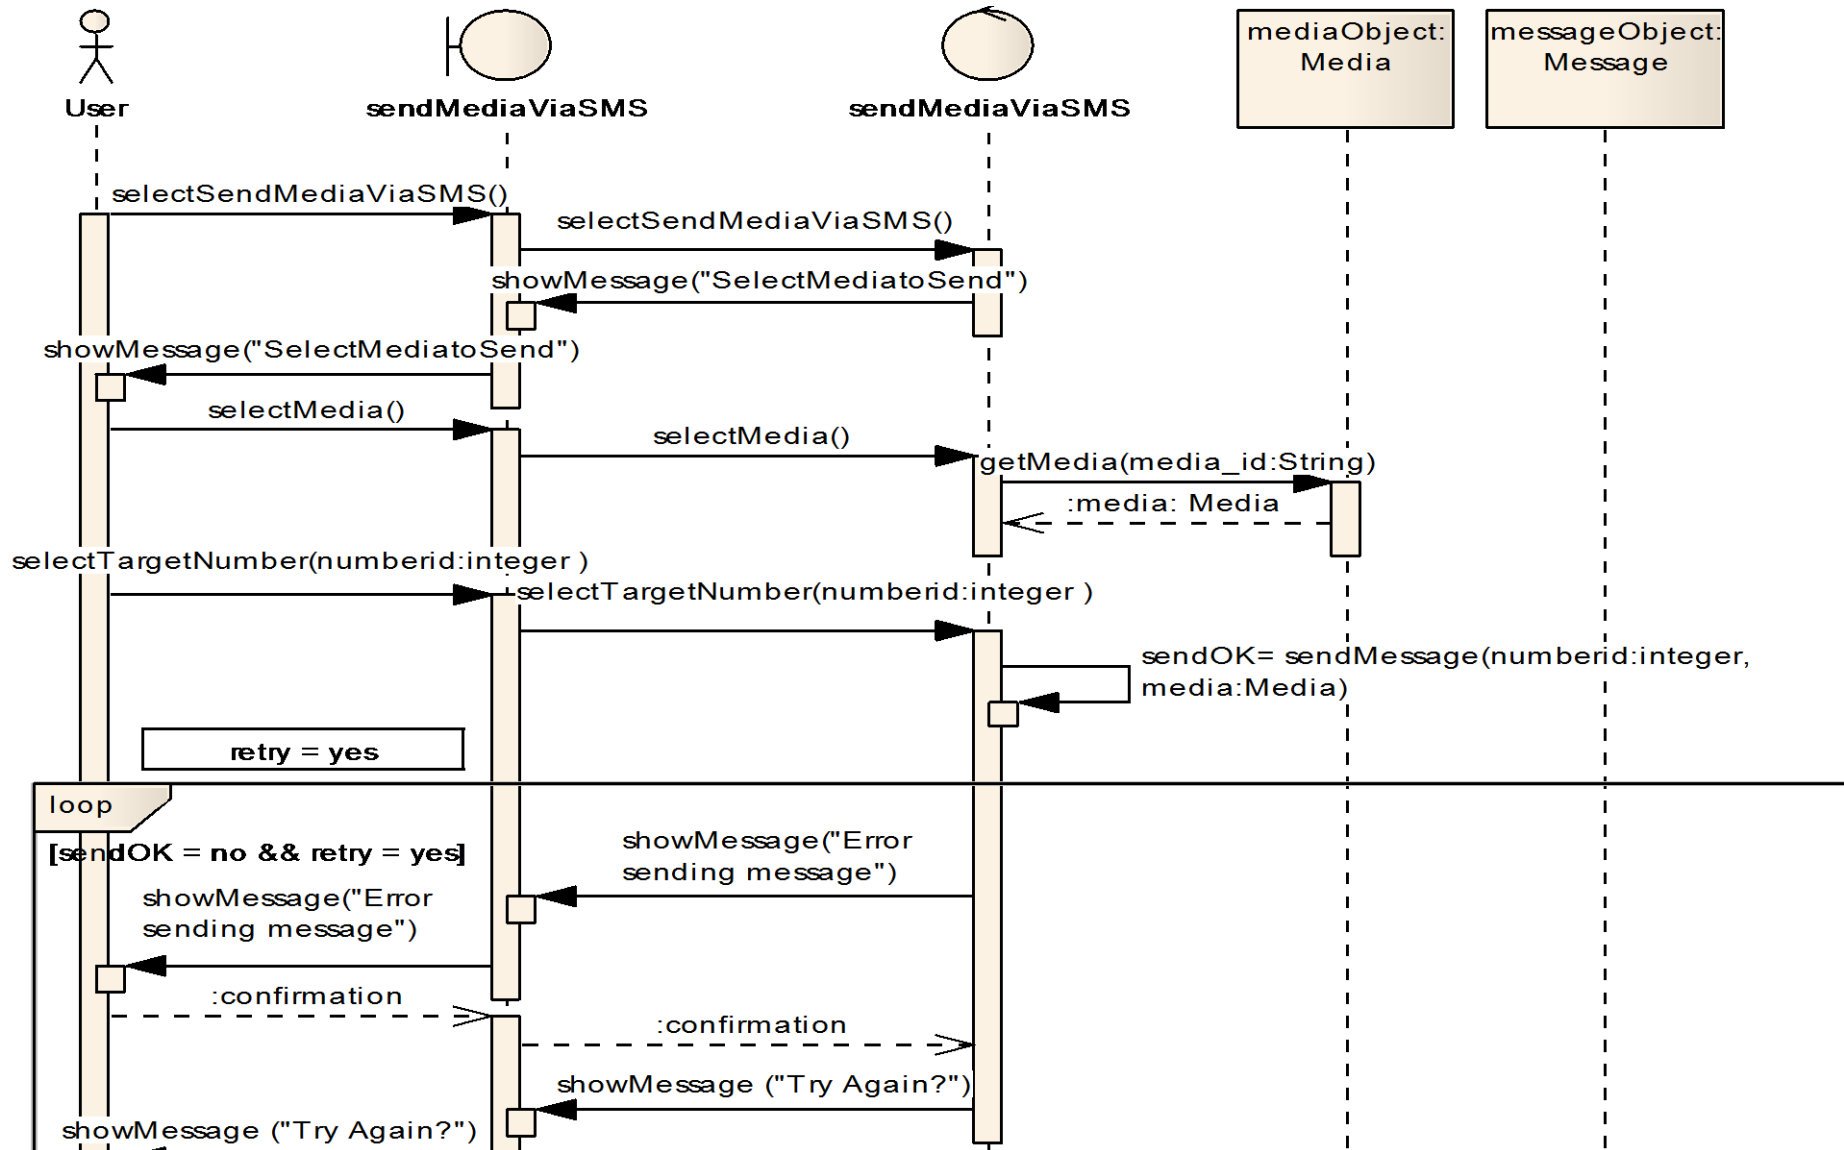 mediaObject:
Media
messageObject:
Message
User
sendMediaViaSMS
sendMediaViaSMS
selectSendMediaViaSMS()
selectSendMediaViaSMS()
showMessage("SelectMediatoSend")
showMessage("SelectMediatoSend")
selectMedia()
selectMedia()
getMedia(media_id:String)
:media: Media
selectTargetNumber(numberid:integer )
selectTargetNumber(numberid:integer )
sendOK= sendMessage(numberid:integer,
media:Media)
retry = yes
loop
[sendOK = no && retry = yes]
showMessage("Error
sending message")
showMessage("Error
sending message")
:confirmation
:confirmation
showMessage ("Try Again?")
showMessage ("Try Again?")